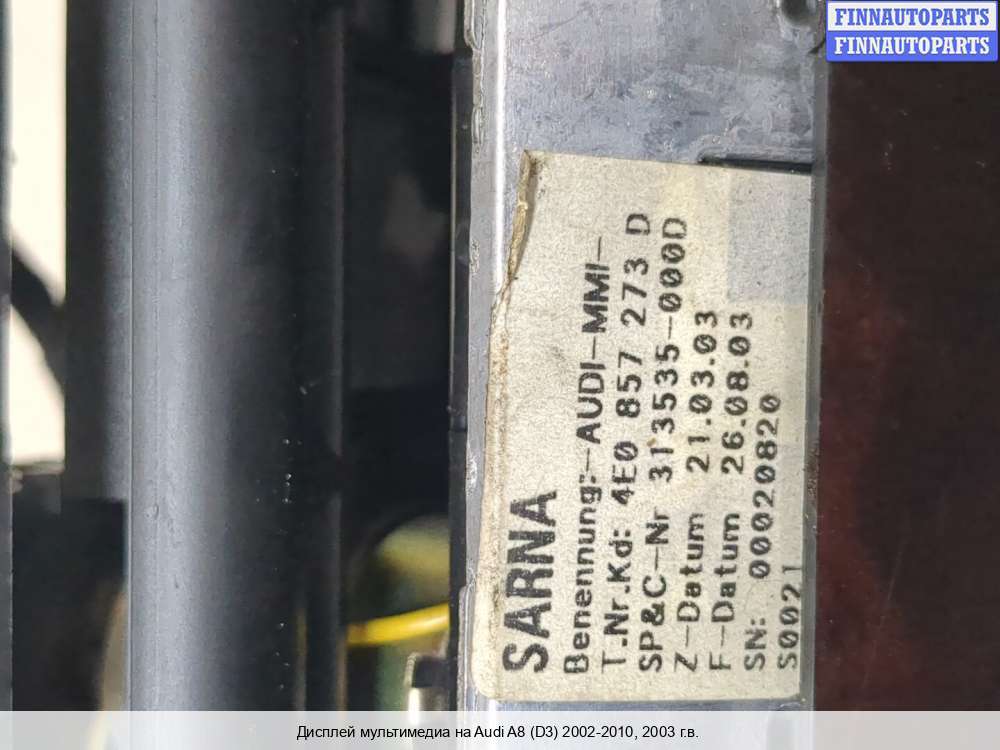 FINNAUTOPARTS
FINNAUTOPARTS
SARNA
Benennung:-AUDI-MMI-
T.Nr.Kd: 4E0 857 273 D
SP&C-Nr 313535-000D
Z-Datum 21.03.03
F-Datum 26.08.03
SN: 00020820
S0021
Дисплей мультимедиа на Audi A8 (D3) 2002-2010, 2003 г.в.